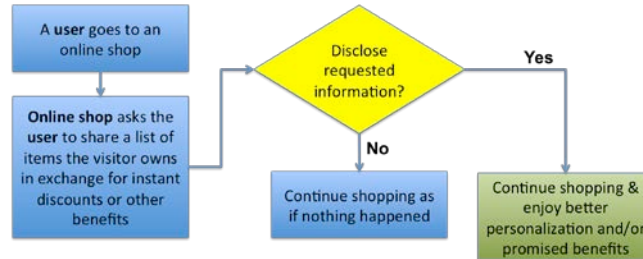 A user goes to an
online shop
Online shop asks the
user to share a list of
items the visitor owns
in exchange for instant
discounts or other
benefits
Disclose
requested
information?
Yes
No
Continue shopping as
if nothing happened
Continue shopping &
enjoy better
personalization and/or
promised benefits